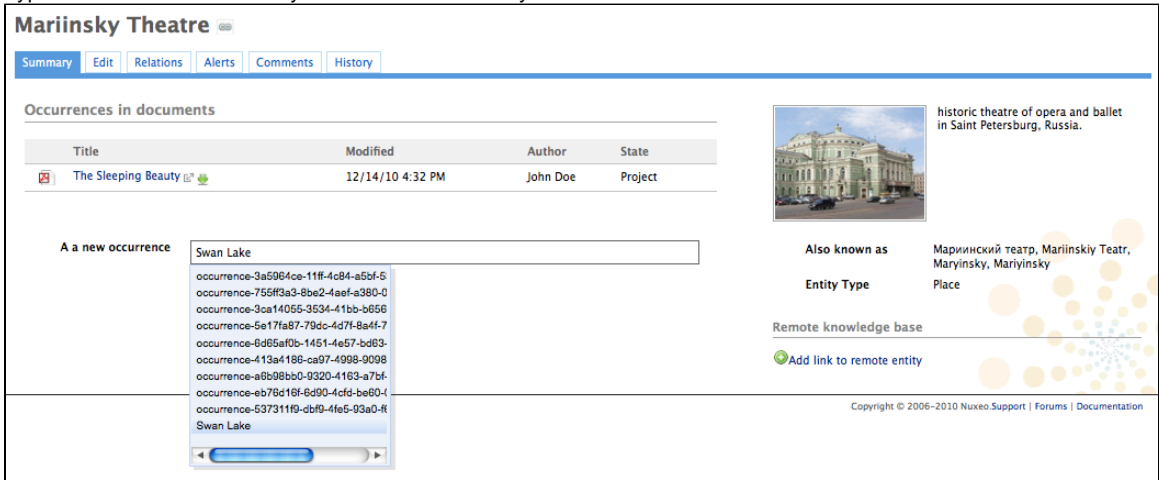 Mariinsky Theatre
Summary Edit Relations Alerts Comments History
Occurrences in documents
Title Modified Author State
The Sleeping Beauty 12/14/10 4:32 PM John Doe Project
A a new occurrence Swan Lake
occurrence-3a5964ce-11ff-4c84-a5bf-5
occurrence-755ff3a3-8be2-4aef-a380-0
occurrence-3ca14055-3534-41bb-b656
occurrence-5e17fa87-79dc-4d7f-8a4f-7
occurrence-6d65af0b-1451-4e57-bd63-
occurrence-413a4186-ca97-4998-9098
occurrence-a6b98bb0-9320-4163-a7bf-
occurrence-eb76d16f-6d90-4cfd-be60-0
occurrence-537311f9-dbf9-4fe5-93a0-f6
Swan Lake
historic theatre of opera and ballet
in Saint Petersburg, Russia.
Also known as Мариинский театр, Mariinskiy Teatr,
Maryinsky, Mariyinsky
Entity Type Place
Remote knowledge base
Add link to remote entity
Copyright © 2006-2010 Nuxeo.Support | Forums | Documentation